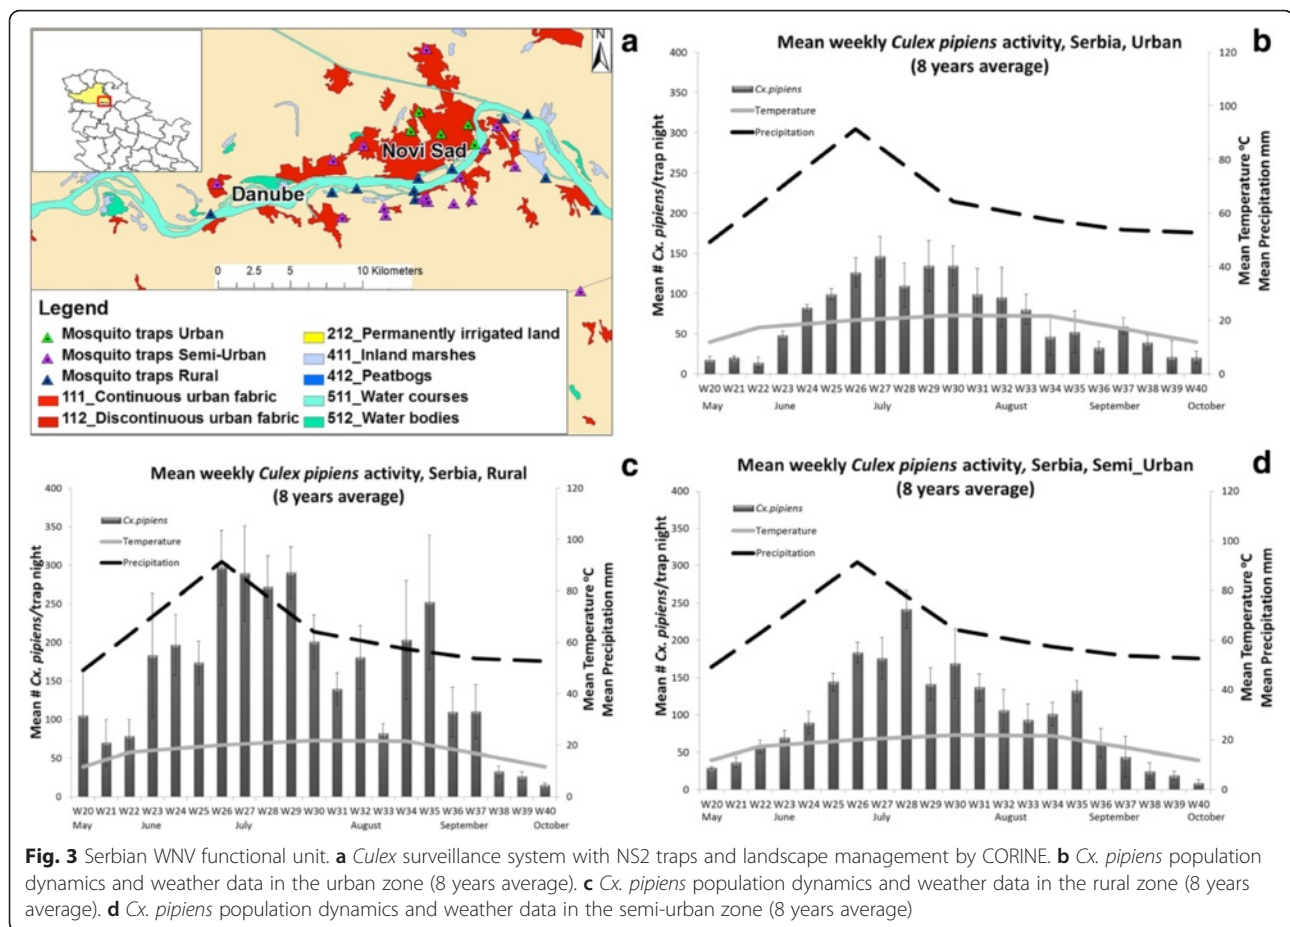 a
N
Novi Sad
Danube
0 2.5 5 10 Kilometers
Legend
Mosquito traps Urban
Mosquito traps Semi-Urban
Mosquito traps Rural
111_Continuous urban fabric
112_Discontinuous urban fabric
212_Permanently irrigated land
411_Inland marshes
412_Peatbogs
511_Water courses
512_Water bodies
b
Mean weekly Culex pipiens activity, Serbia, Urban
(8 years average)
Cx.pipiens
Temperature
Precipitation
Mean # Cx. pipiens/trap night
400
350
300
250
200
150
100
50
0
120
100
80
60
40
20
0
Mean Temperature ºC
Mean Precipitation mm
W20 W21 W22 W23 W24 W25 W26 W27 W28 W29 W30 W31 W32 W33 W34 W35 W36 W37 W38 W39 W40
May June July August September October
c
Mean weekly Culex pipiens activity, Serbia, Rural
(8 years average)
Cx.pipiens
Temperature
Precipitation
Mean # Cx. pipiens/trap night
400
350
300
250
200
150
100
50
0
120
100
80
60
40
20
0
Mean Temperature ºC
Mean Precipitation mm
W20 W21 W22 W23 W24 W25 W26 W27 W28 W29 W30 W31 W32 W33 W34 W35 W36 W37 W38 W39 W40
May June July August September October
d
Mean weekly Culex pipiens activity, Serbia, Semi_Urban
(8 years average)
Cx.pipiens
Temperature
Precipitation
Mean # Cx. pipiens/trap night
400
350
300
250
200
150
100
50
0
120
100
80
60
40
20
0
Mean Temperature ºC
Mean Precipitation mm
W20 W21 W22 W23 W24 W25 W26 W27 W28 W29 W30 W31 W32 W33 W34 W35 W36 W37 W38 W39 W40
May June July August September October
Fig. 3 Serbian WNV functional unit. a Culex surveillance system with NS2 traps and landscape management by CORINE. b Cx. pipiens population
dynamics and weather data in the urban zone (8 years average). c Cx. pipiens population dynamics and weather data in the rural zone (8 years
average). d Cx. pipiens population dynamics and weather data in the semi-urban zone (8 years average)